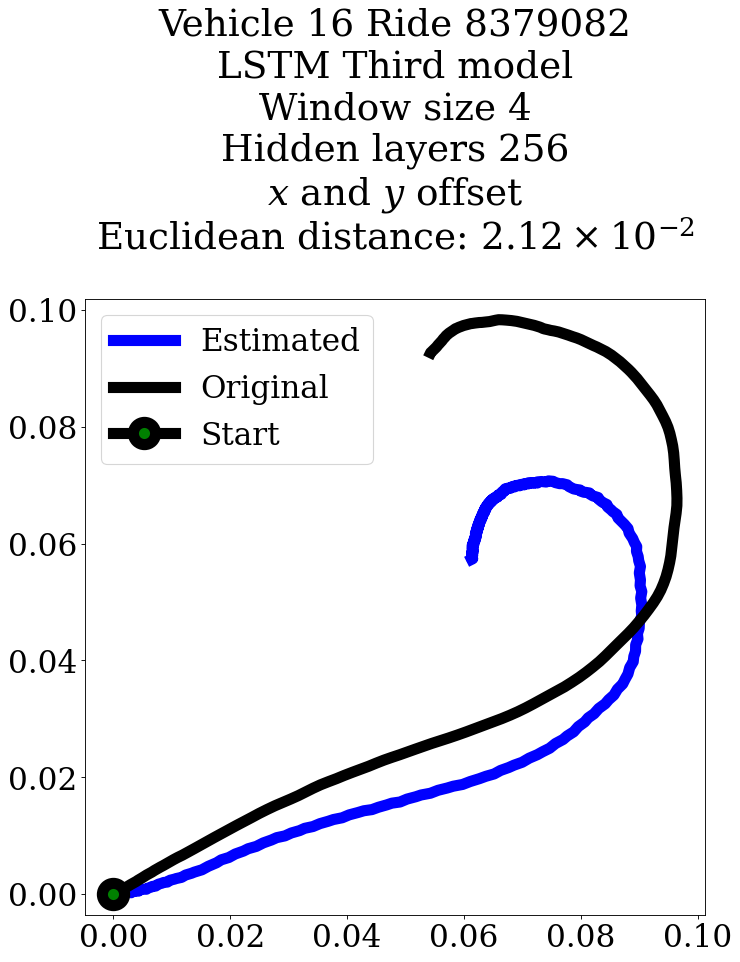 Vehicle 16 Ride 8379082
LSTM Third model
Window size 4
Hidden layers 256
x and y offset
Euclidean distance: 2.12 × 10⁻²
0.10
Estimated
Original
0.08
Start
0.06
0.04
0.02
0.00
0.00 0.02 0.04 0.06 0.08 0.10